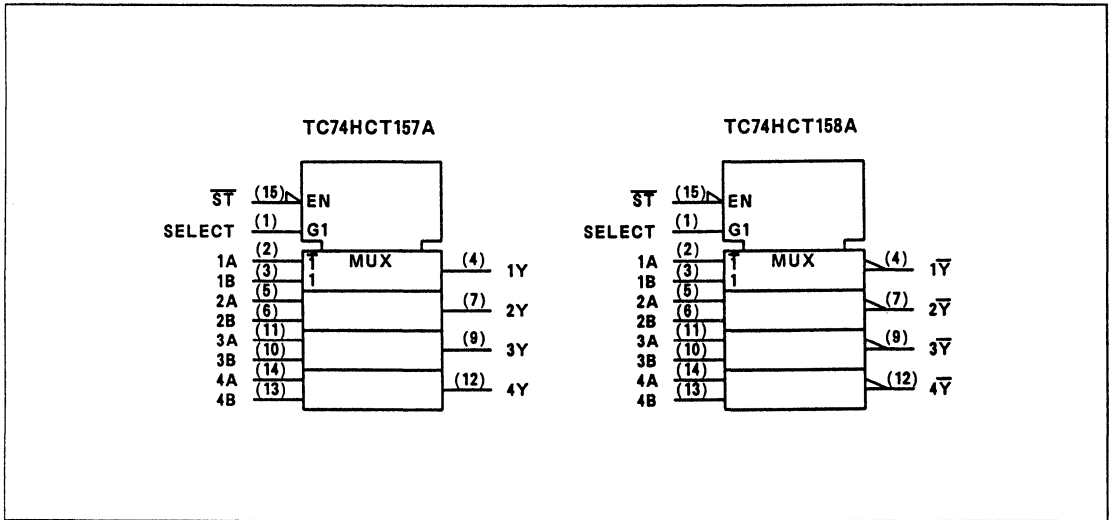 TC74HCT157A
S̅T̅ (15) EN
SELECT (1) G1
1A (2) 1̅ MUX (4) 1Y
1B (3) 1
2A (5) (7) 2Y
2B (6)
3A (11) (9) 3Y
3B (10)
4A (14) (12) 4Y
4B (13)
TC74HCT158A
S̅T̅ (15) EN
SELECT (1) G1
1A (2) 1̅ MUX (4) 1Y̅
1B (3) 1
2A (5) (7) 2Y̅
2B (6)
3A (11) (9) 3Y̅
3B (10)
4A (14) (12) 4Y̅
4B (13)